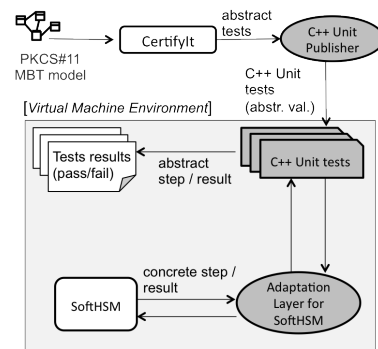 PKCS#11
MBT model
CertifyIt
abstract
tests
C++ Unit
Publisher
C++ Unit
tests
(abstr. val.)
[Virtual Machine Environment]
Tests results
(pass/fail)
abstract
step / result
C++ Unit tests
concrete step /
result
SoftHSM
Adaptation
Layer for
SoftHSM